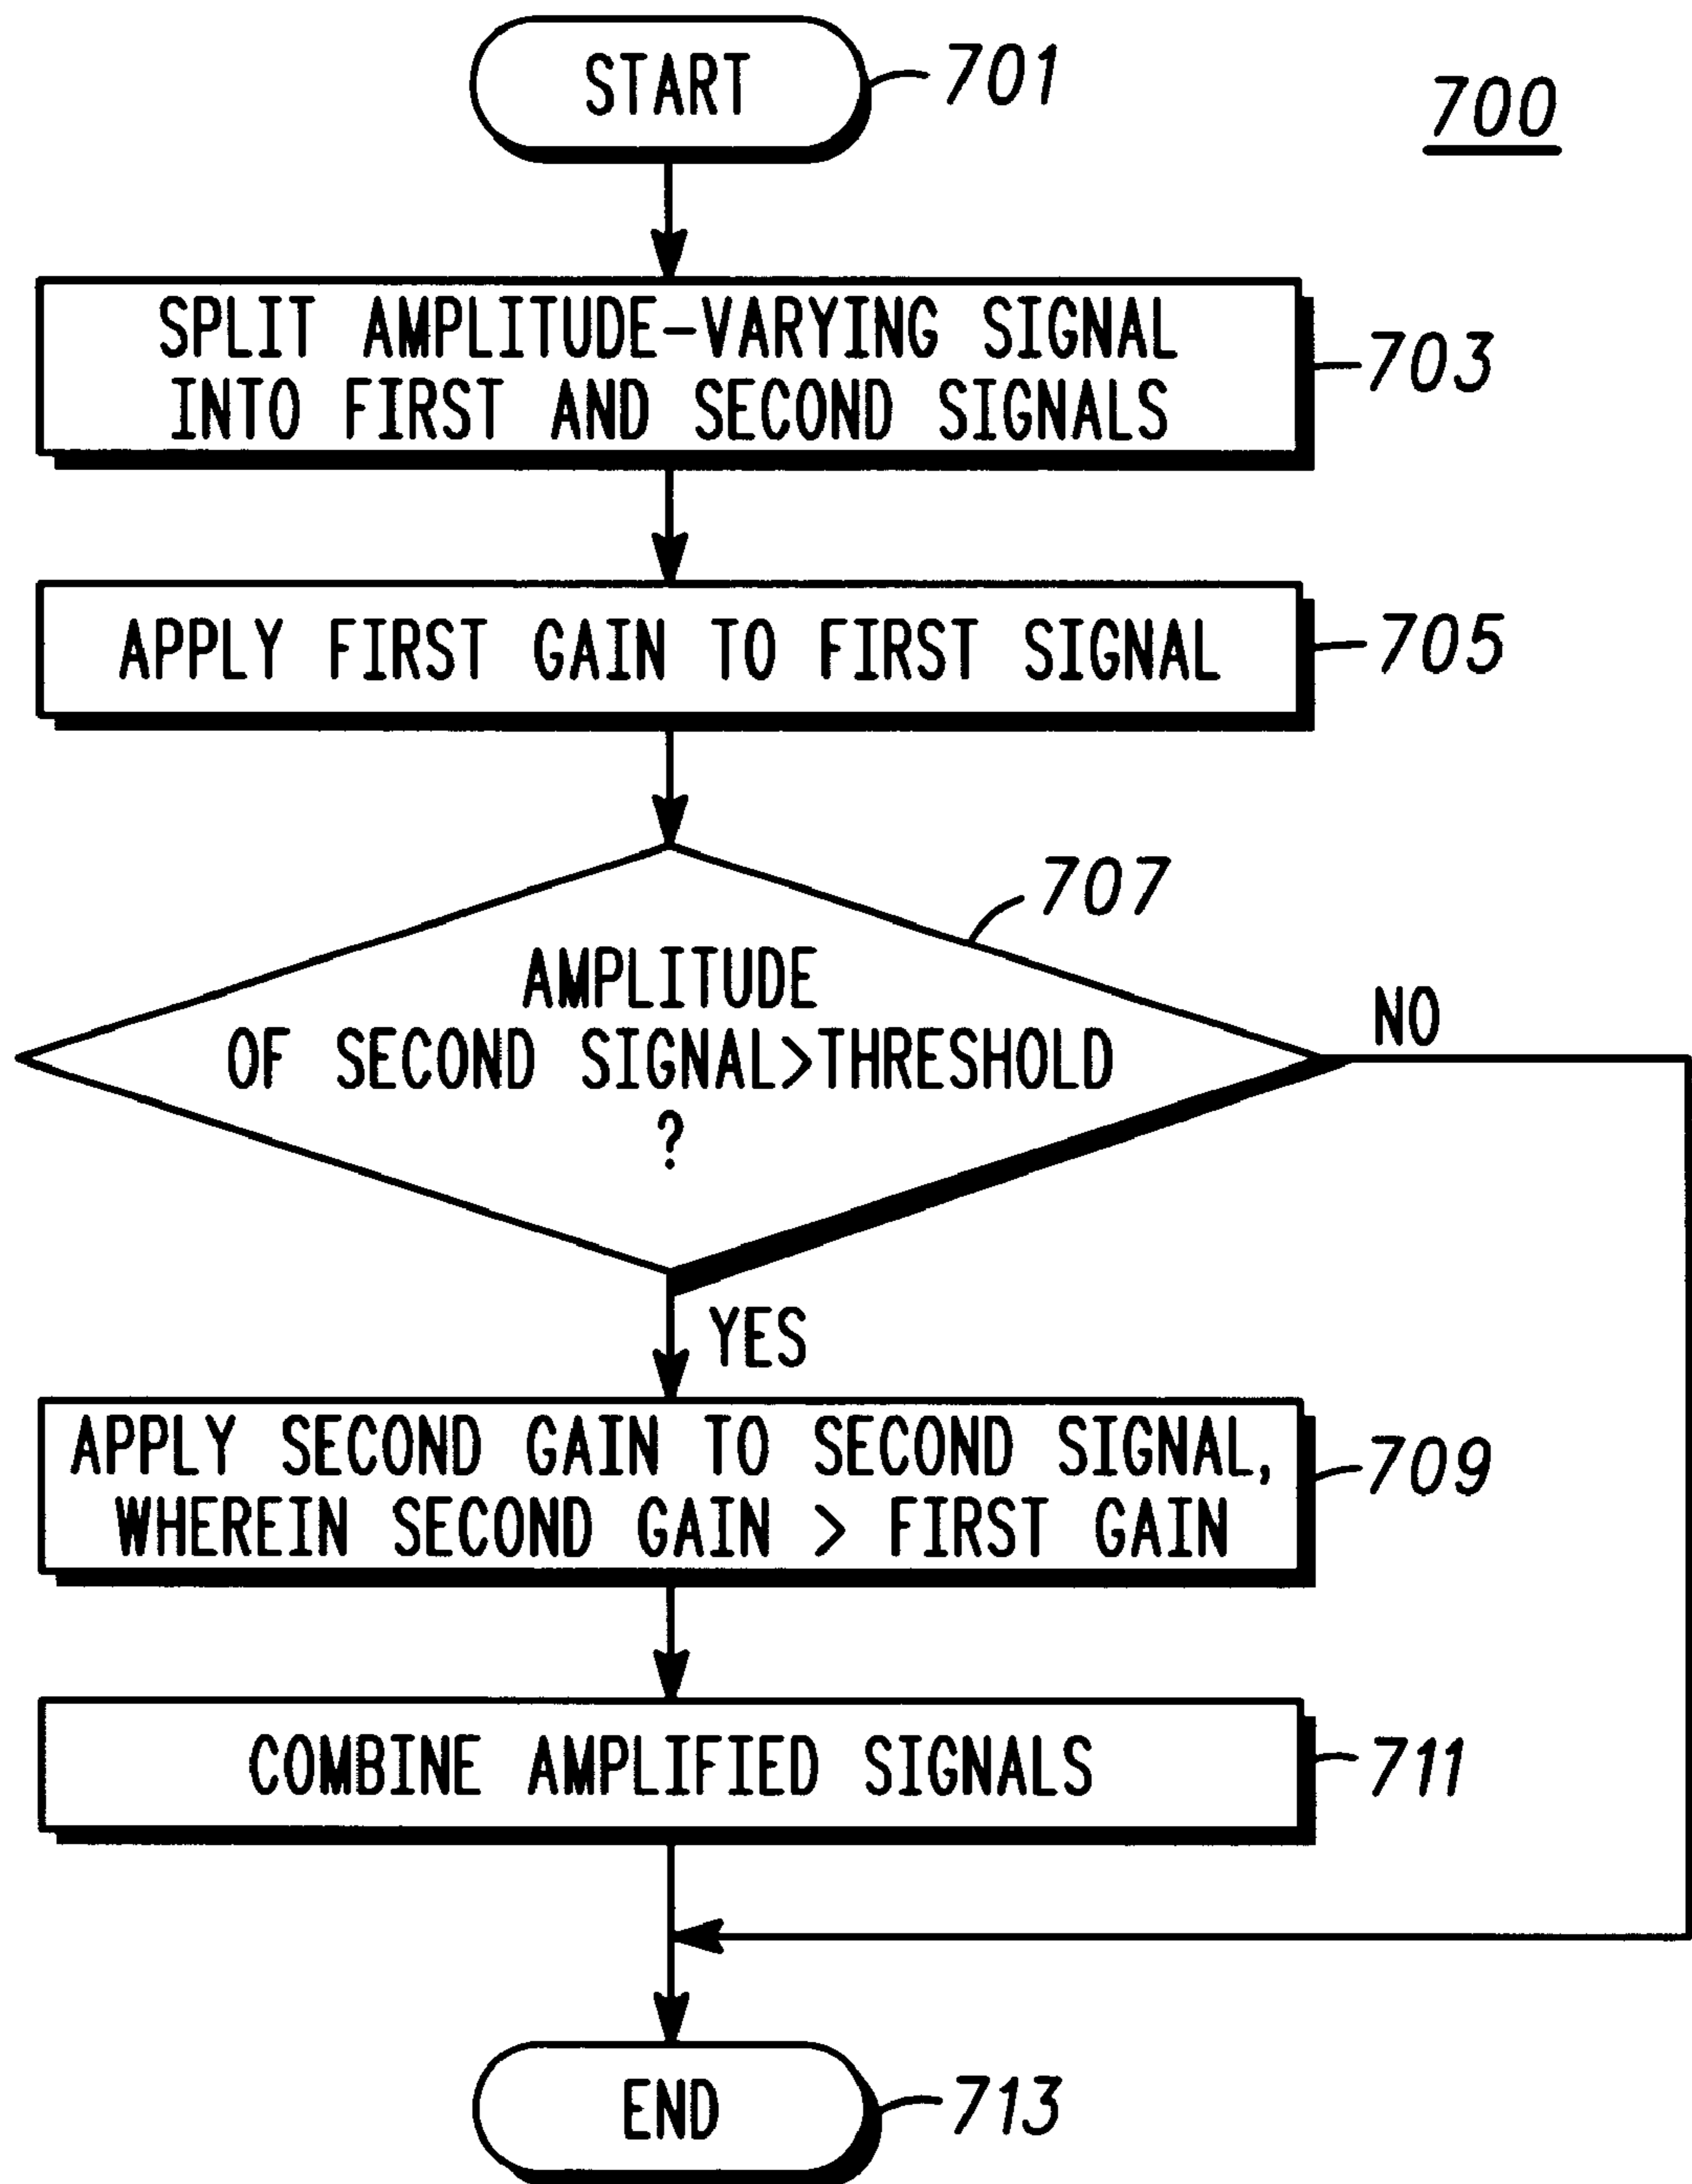 START
701
700
SPLIT AMPLITUDE-VARYING SIGNAL
INTO FIRST AND SECOND SIGNALS
703
APPLY FIRST GAIN TO FIRST SIGNAL
705
707
AMPLITUDE
OF SECOND SIGNAL>THRESHOLD
?
NO
YES
APPLY SECOND GAIN TO SECOND SIGNAL,
WHEREIN SECOND GAIN > FIRST GAIN
709
COMBINE AMPLIFIED SIGNALS
711
END
713